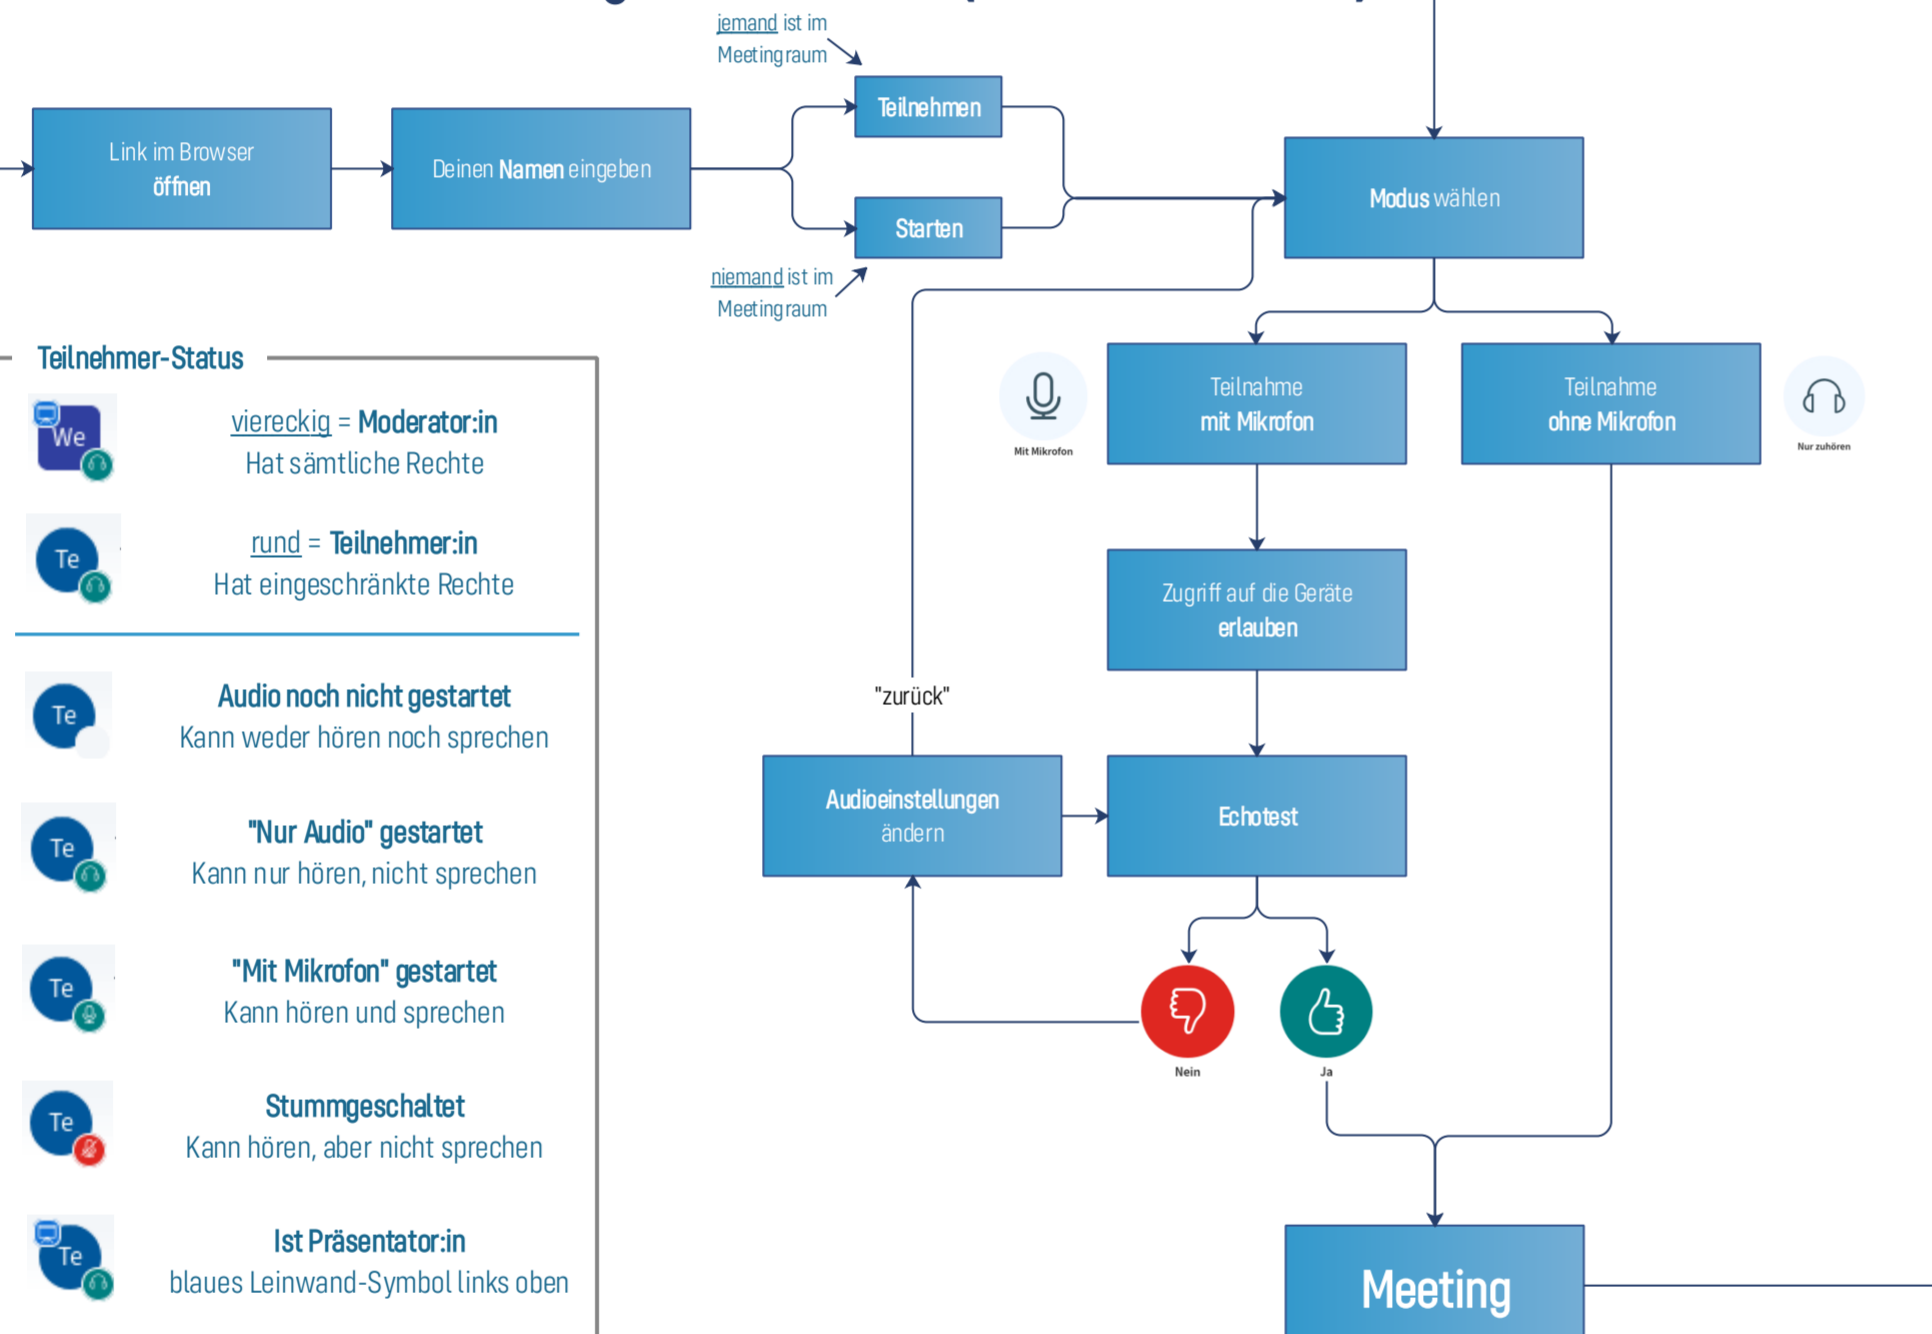 jemand ist im
Meetingraum
Teilnehmen
Link im Browser
öffnen
Deinen Namen eingeben
Modus wählen
Starten
niemand ist im
Meetingraum
Teilnahme
mit Mikrofon
Mit Mikrofon
Teilnahme
ohne Mikrofon
Nur zuhören
Zugriff auf die Geräte
erlauben
"zurück"
Audioeinstellungen
ändern
Echotest
Nein
Ja
Meeting
Teilnehmer-Status
We
viereckig = Moderator:in
Hat sämtliche Rechte
Te
rund = Teilnehmer:in
Hat eingeschränkte Rechte
Te
Audio noch nicht gestartet
Kann weder hören noch sprechen
Te
"Nur Audio" gestartet
Kann nur hören, nicht sprechen
Te
"Mit Mikrofon" gestartet
Kann hören und sprechen
Te
Stummgeschaltet
Kann hören, aber nicht sprechen
Te
Ist Präsentator:in
blaues Leinwand-Symbol links oben